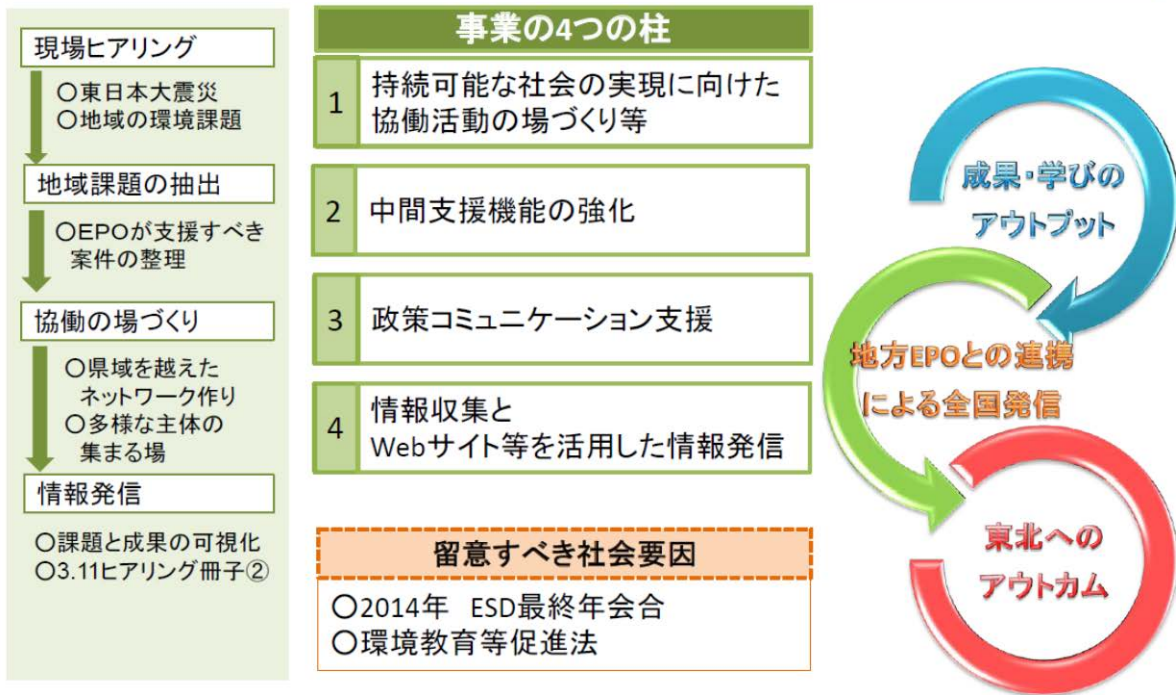 現場ヒアリング
〇東日本大震災
〇地域の環境課題
地域課題の抽出
〇EPOが支援すべき
案件の整理
協働の場づくり
〇県域を越えた
ネットワーク作り
〇多様な主体の
集まる場
情報発信
〇課題と成果の可視化
〇3.11ヒアリング冊子②
事業の4つの柱
1
持続可能な社会の実現に向けた
協働活動の場づくり等
2
中間支援機能の強化
3
政策コミュニケーション支援
4
情報収集と
Webサイト等を活用した情報発信
留意すべき社会要因
〇2014年 ESD最終年会合
〇環境教育等促進法
成果・学びの
アウトプット
地方EPOとの連携
による全国発信
東北への
アウトカム